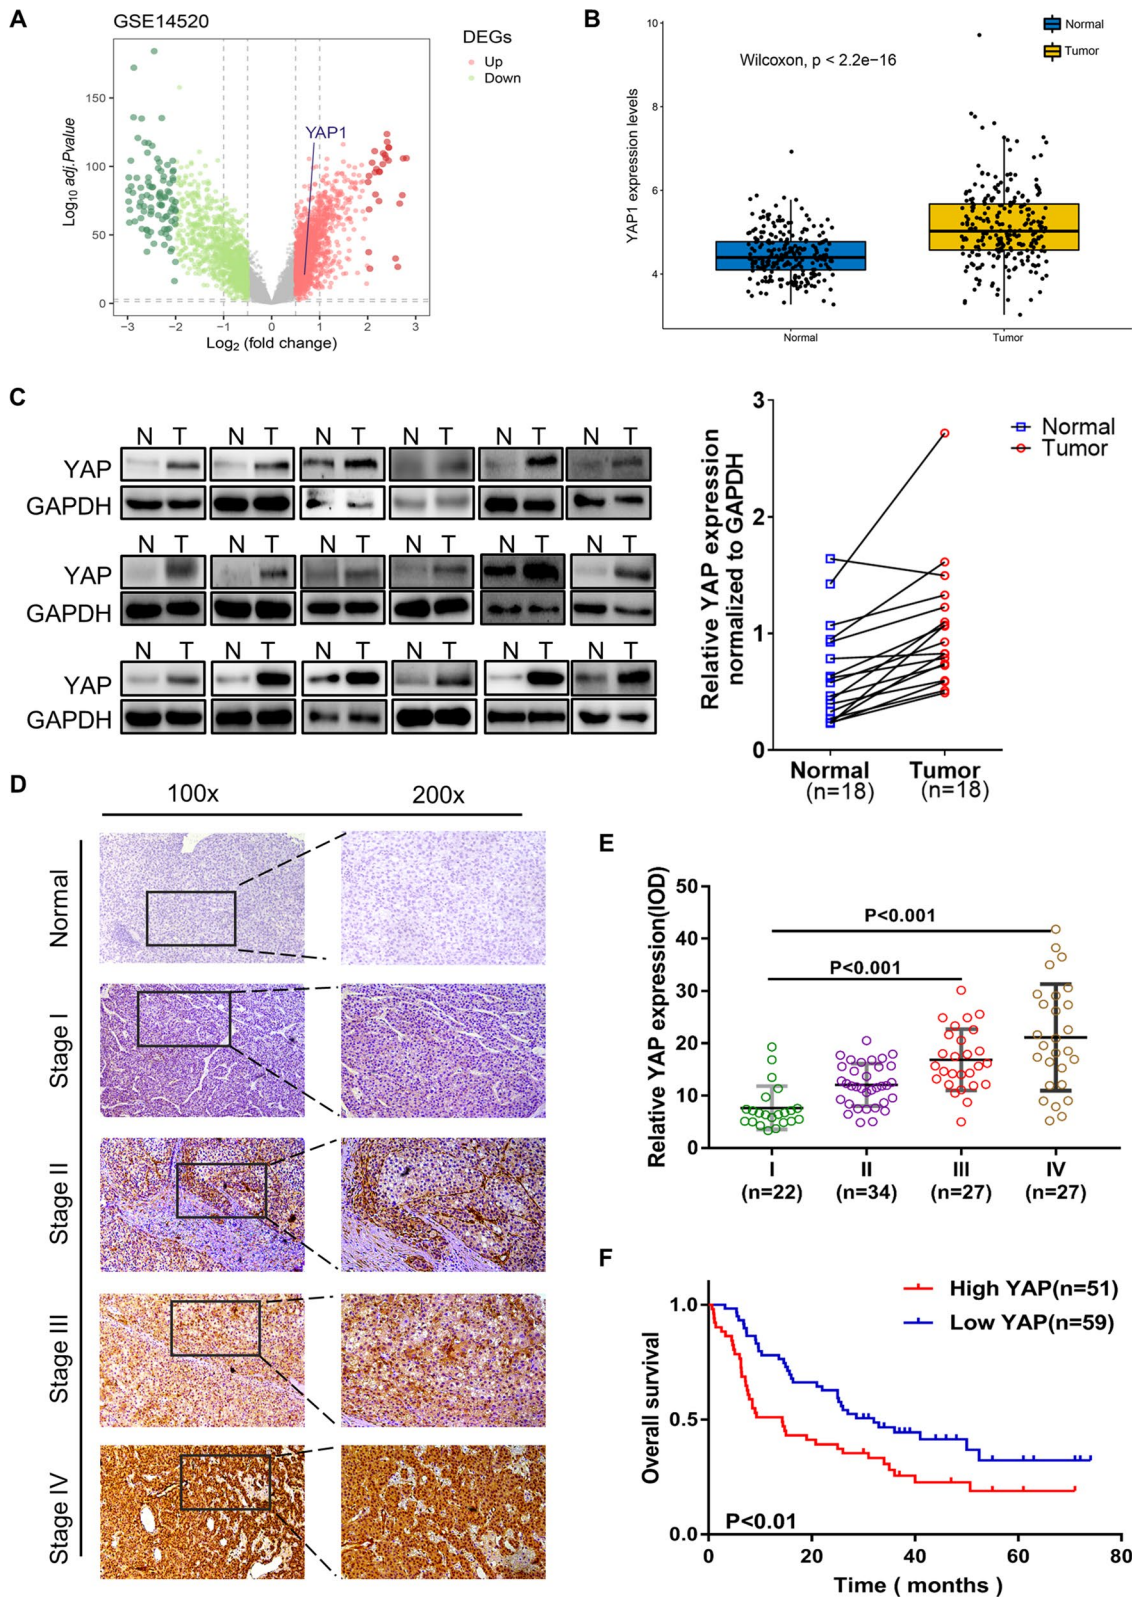 A
GSE14520
DEGs
Up
Down
YAP1
Log10 adj.Pvalue
150
100
50
0
−3
−2
−1
0
1
2
3
Log2 (fold change)
B
Normal
Tumor
Wilcoxon, p < 2.2e−16
YAP1 expression levels
10
8
6
4
Normal
Tumor
C
N T N T N T N T N T N T
YAP
GAPDH
N T N T N T N T N T N T
YAP
GAPDH
N T N T N T N T N T N T
YAP
GAPDH
Relative YAP expression
normalized to GAPDH
3
2
1
0
Normal
Tumor
Normal
(n=18)
Tumor
(n=18)
D
100x
200x
Normal
Stage I
Stage II
Stage III
Stage IV
E
Relative YAP expression(IOD)
50
40
30
20
10
0
P<0.001
P<0.001
I
II
III
IV
(n=22)
(n=34)
(n=27)
(n=27)
F
High YAP(n=51)
Low YAP(n=59)
Overall survival
1.0
0.5
0.0
P<0.01
0
20
40
60
80
Time ( months )